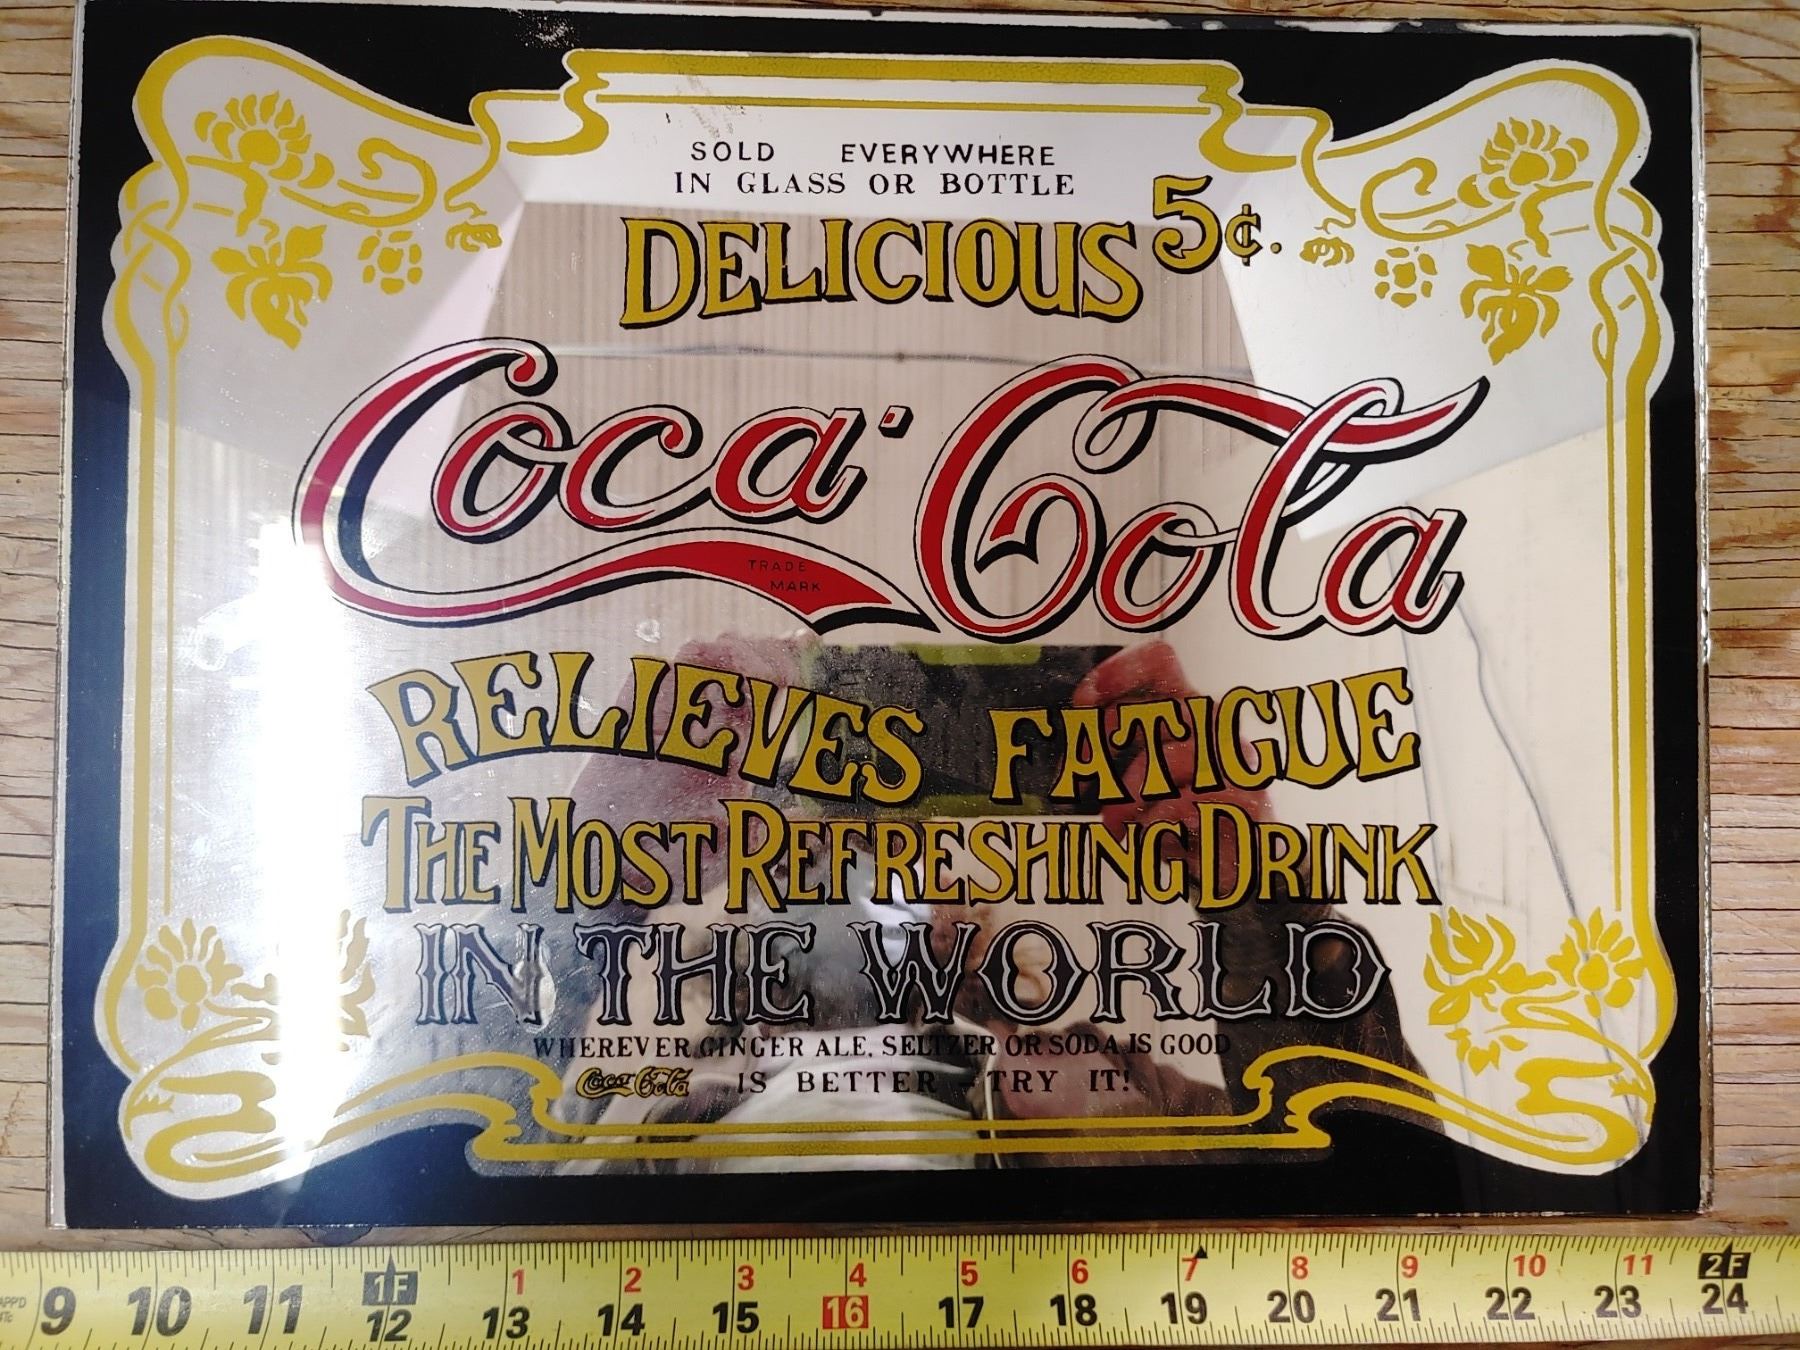 SOLD EVERYWHERE
IN GLASS OR BOTTLE
DELICIOUS 5¢.
Coca-Cola
TRADE
MARK
RELIEVES FATIGUE
THE MOST REFRESHING DRINK
IN THE WORLD
WHEREVER GINGER ALE, SELTZER OR SODA IS GOOD
Coca-Cola IS BETTER - TRY IT!
1F 1 2 3 4 5 6 7 8 9 10 11 2F
9 10 11 12 13 14 15 16 17 18 19 20 21 22 23 24